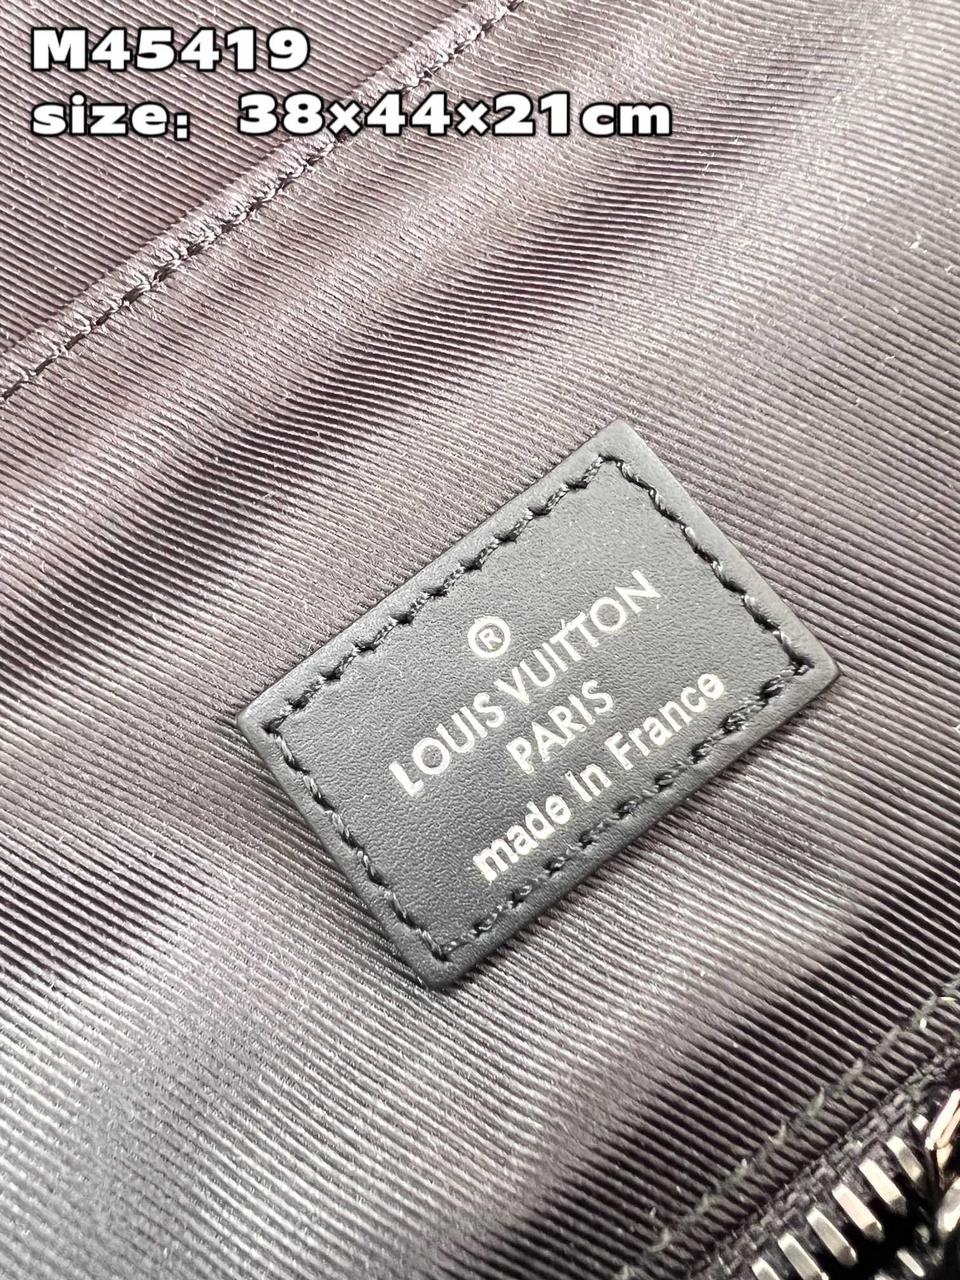 M45419
size：38×44×21cm
®
LOUIS VUITTON
PARIS
made in France